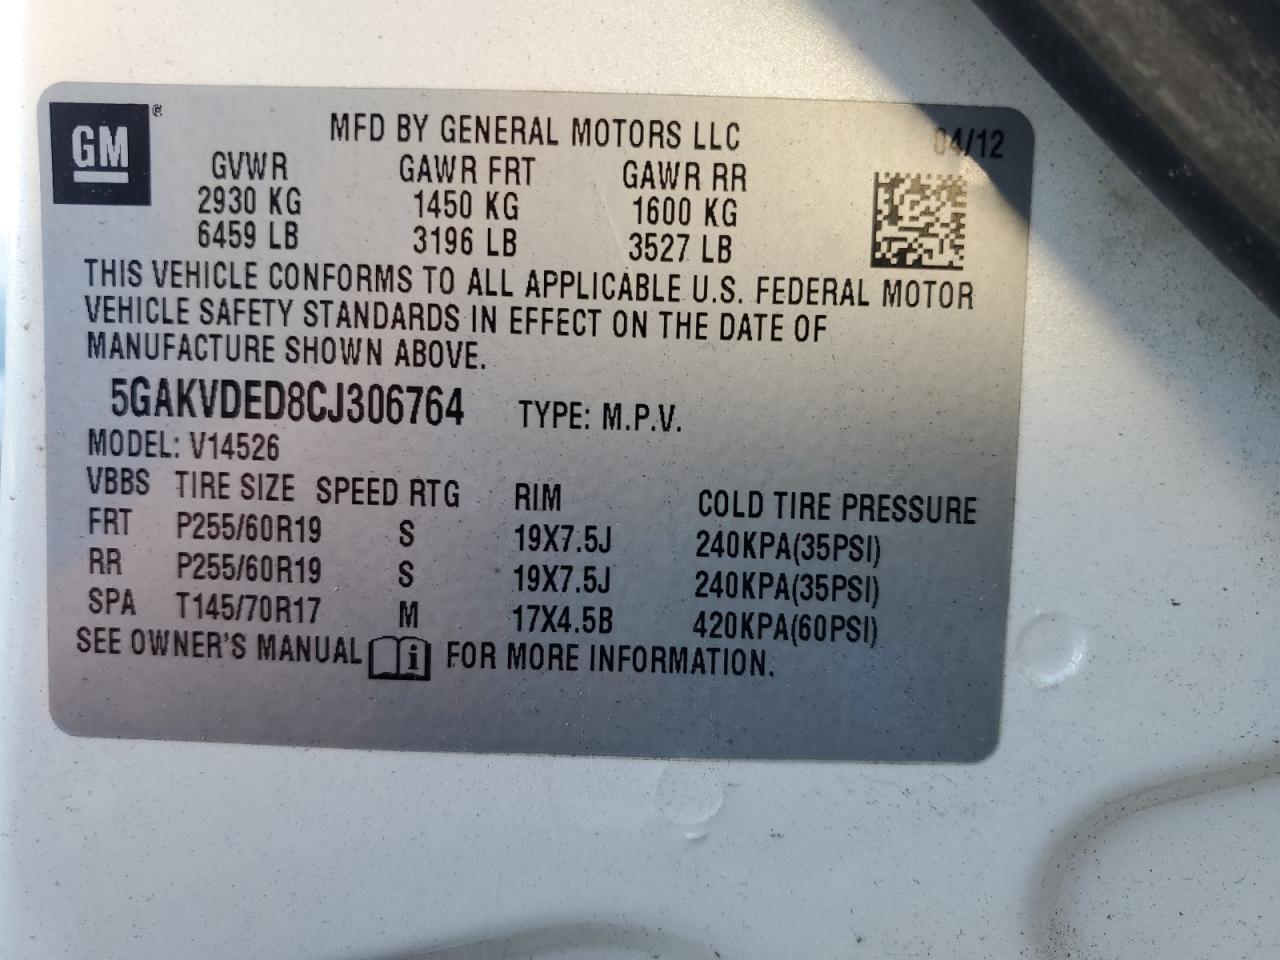 GM®
MFD BY GENERAL MOTORS LLC 04/12
GVWR GAWR FRT GAWR RR
2930 KG 1450 KG 1600 KG
6459 LB 3196 LB 3527 LB
THIS VEHICLE CONFORMS TO ALL APPLICABLE U.S. FEDERAL MOTOR
VEHICLE SAFETY STANDARDS IN EFFECT ON THE DATE OF
MANUFACTURE SHOWN ABOVE.
5GAKVDED8CJ306764 TYPE: M.P.V.
MODEL: V14526
VBBS TIRE SIZE SPEED RTG RIM COLD TIRE PRESSURE
FRT P255/60R19 S 19X7.5J 240KPA(35PSI)
RR P255/60R19 S 19X7.5J 240KPA(35PSI)
SPA T145/70R17 M 17X4.5B 420KPA(60PSI)
SEE OWNER'S MANUAL i FOR MORE INFORMATION.